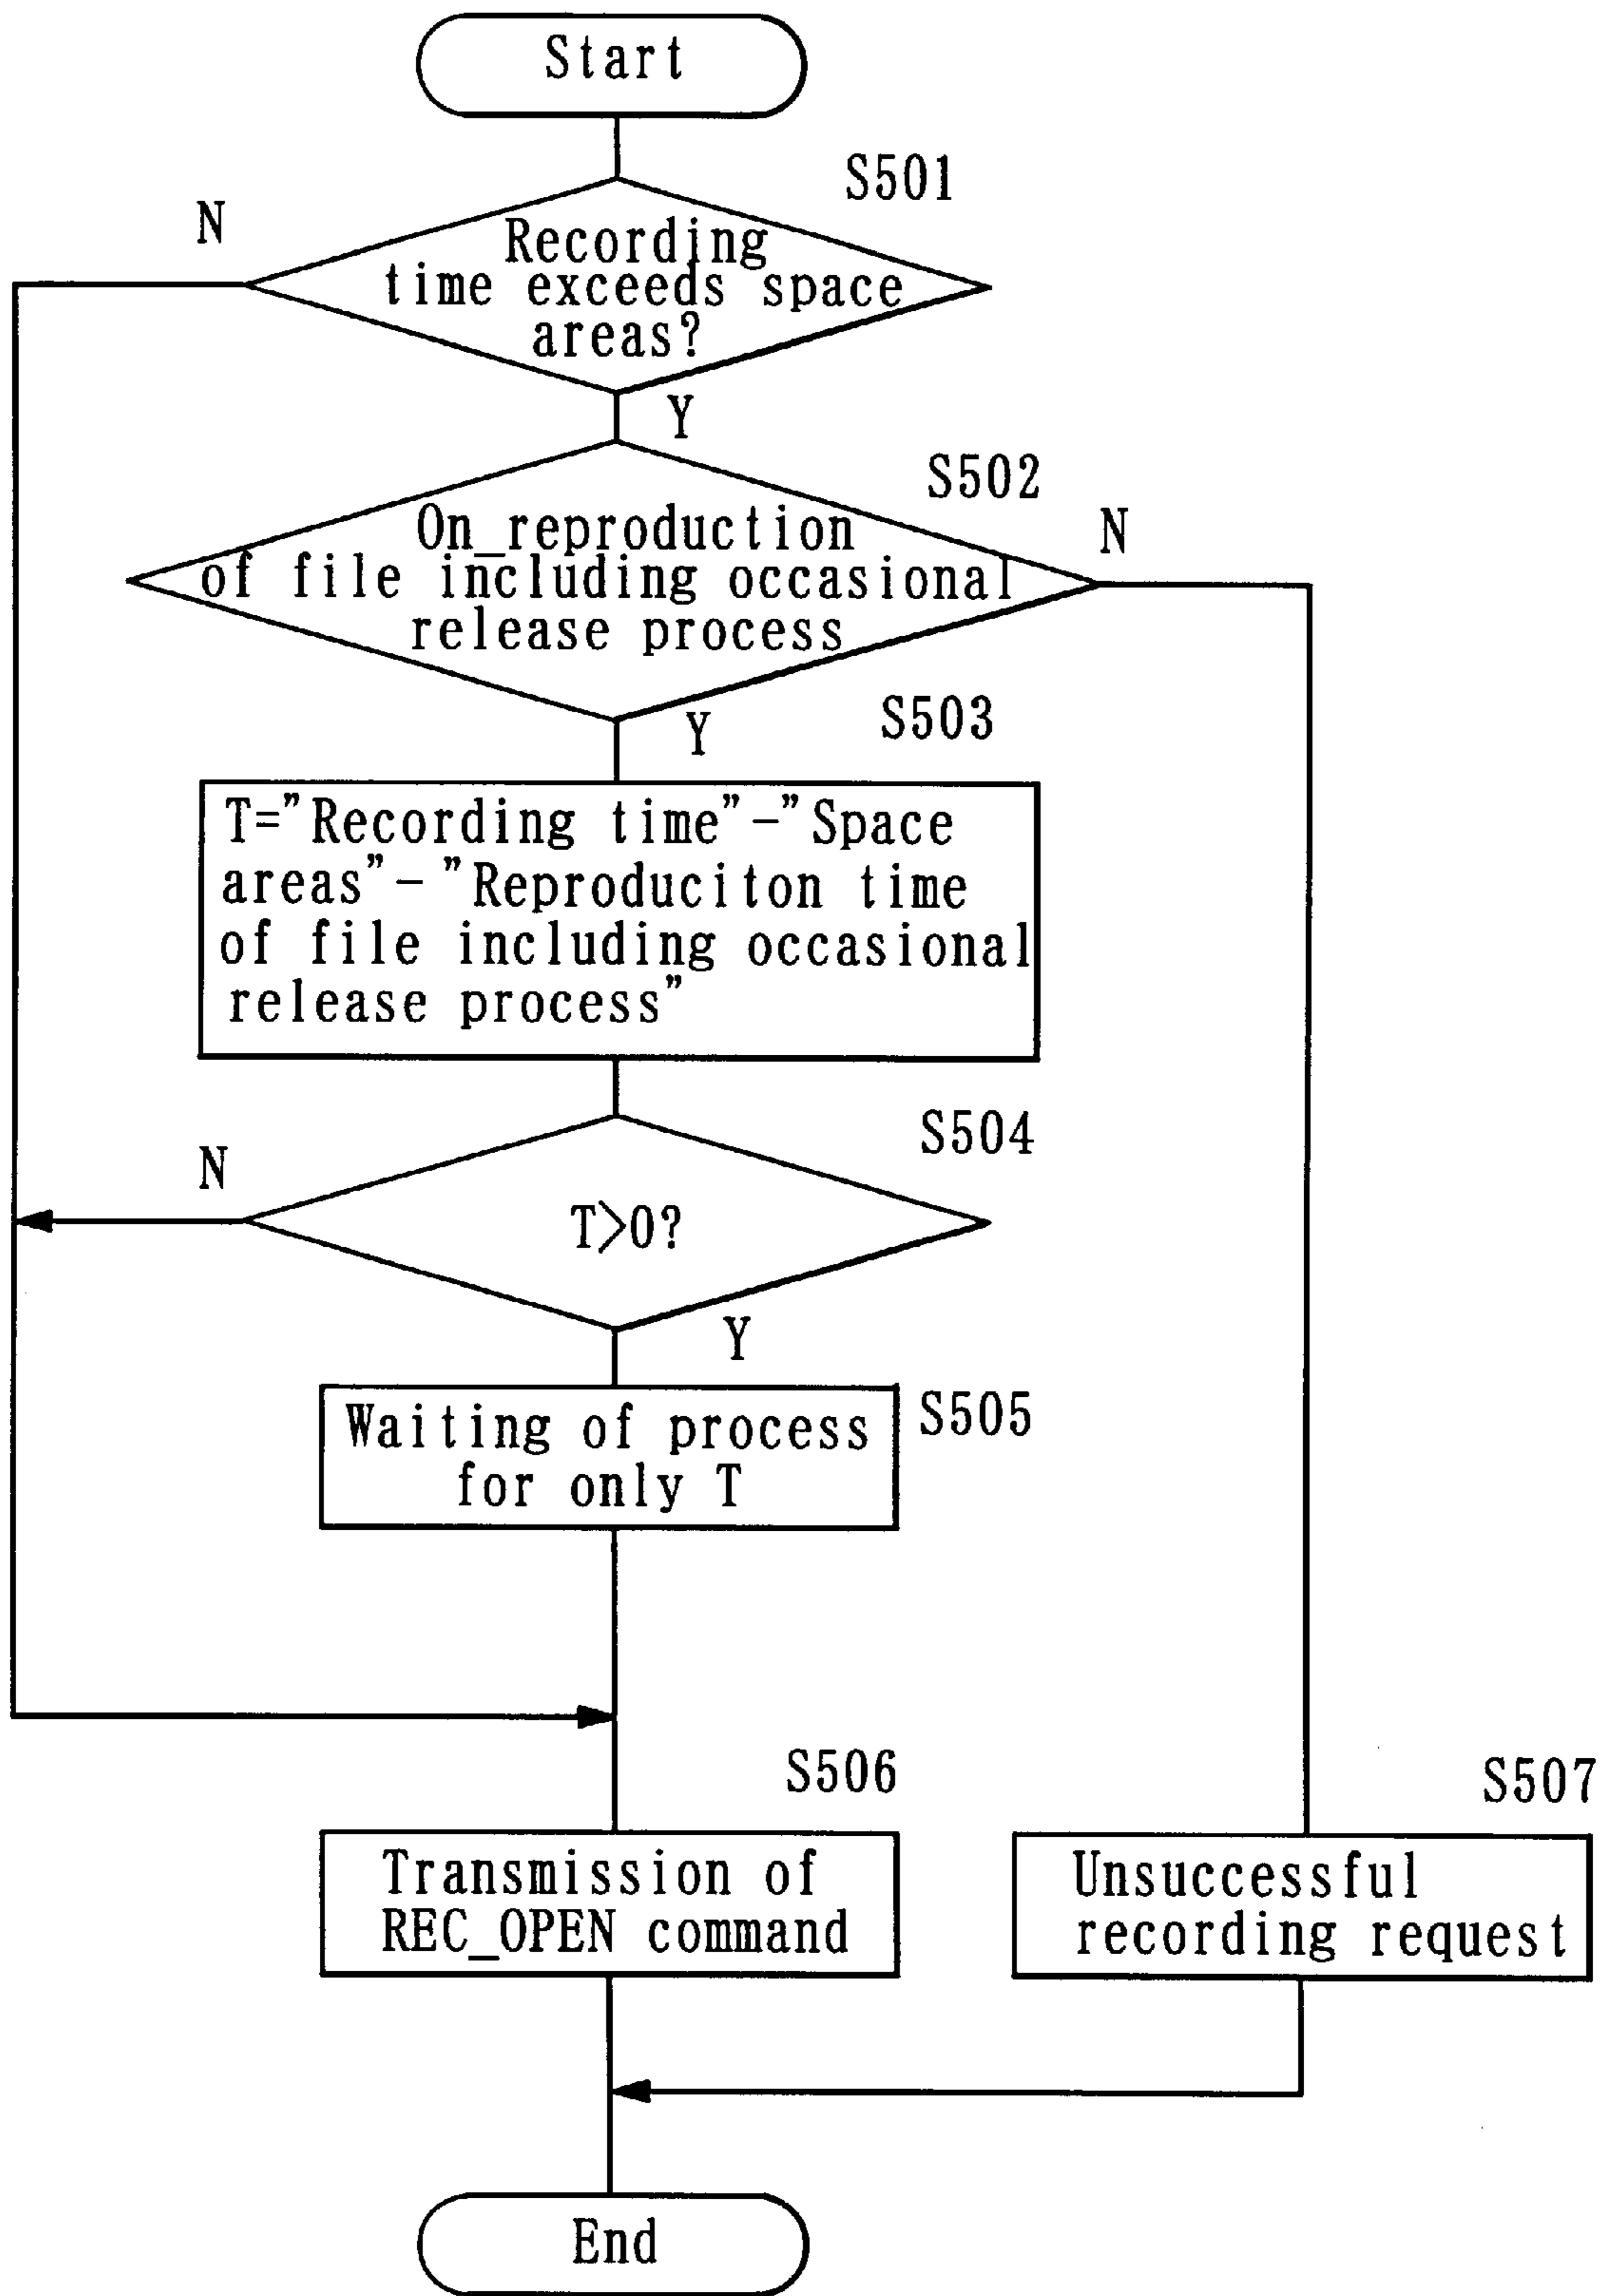 Start
S501
N
Recording
time exceeds space
areas?
Y
S502
On_reproduction
of file including occasional
release process
N
Y
S503
T="Recording time"-"Space
areas"- "Reproduciton time
of file including occasional
release process"
S504
N
T>0?
Y
Waiting of process
for only T
S505
S506
S507
Transmission of
REC_OPEN command
Unsuccessful
recording request
End